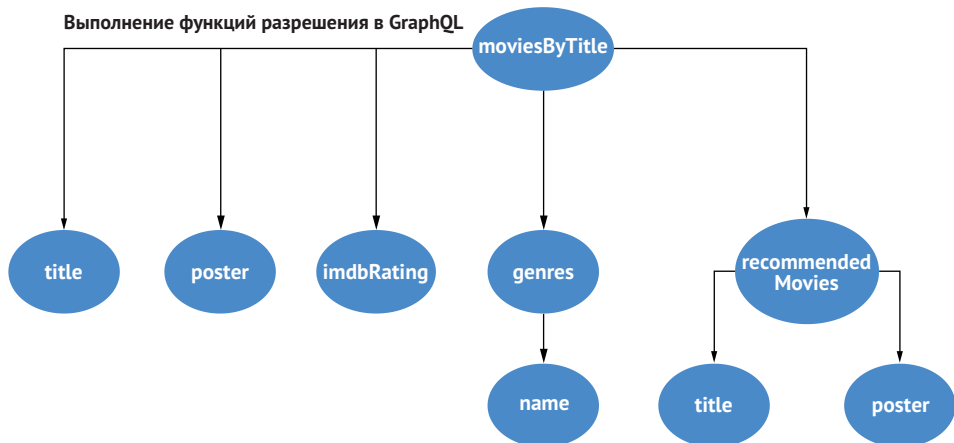 Выполнение функций разрешения в GraphQL
moviesByTitle
title
poster
imdbRating
genres
recommended
Movies
name
title
poster